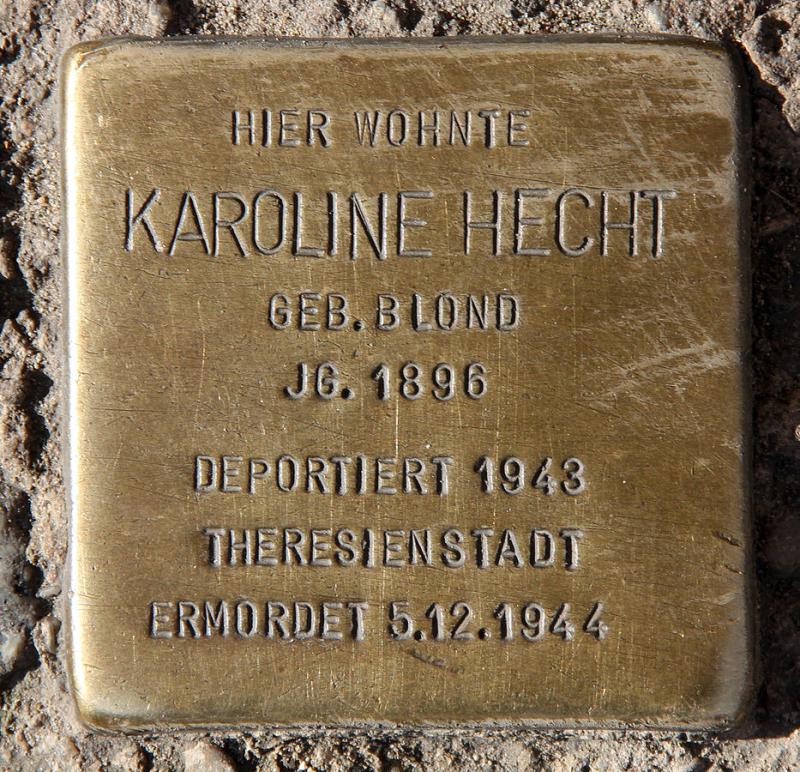 HIER WOHNTE
KAROLINE HECHT
GEB. BLOND
JG. 1896
DEPORTIERT 1943
THERESIENSTADT
ERMORDET 5.12.1944